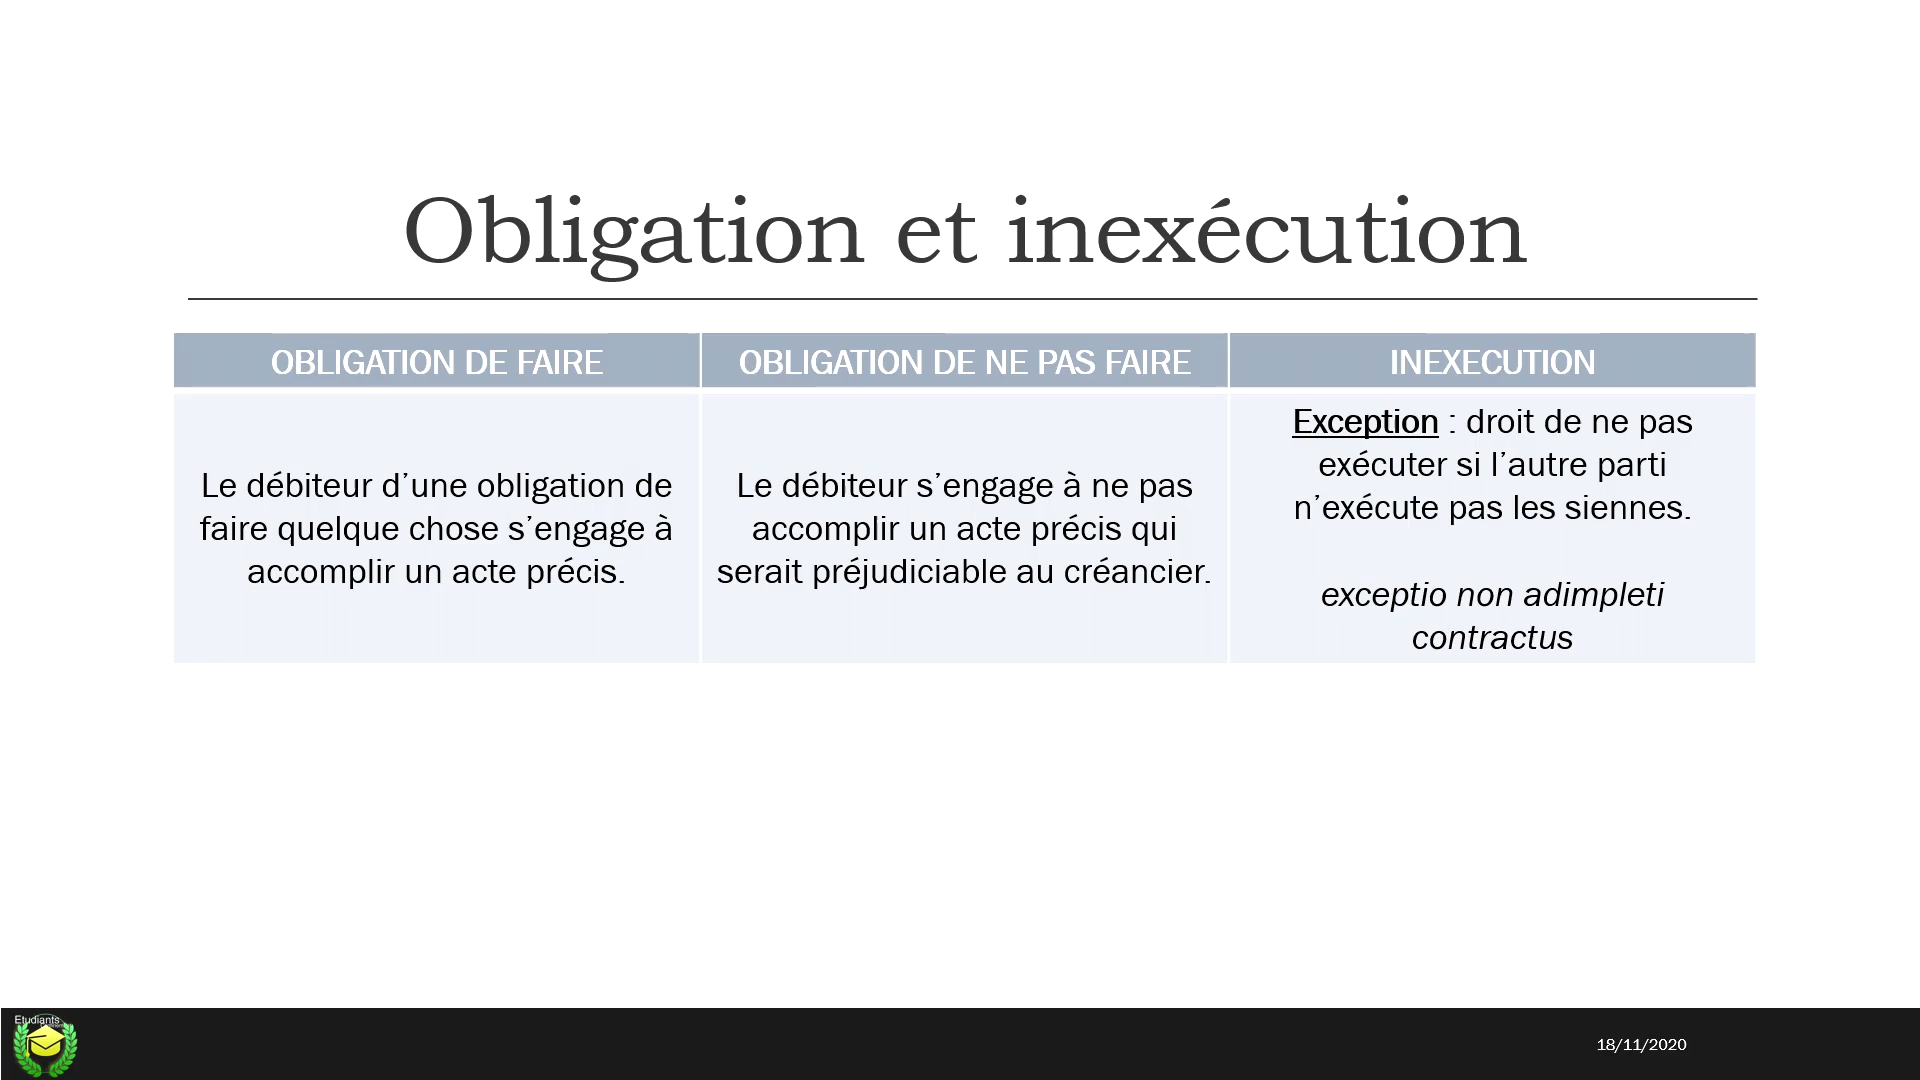 Obligation et inexécution
OBLIGATION DE FAIRE
OBLIGATION DE NE PAS FAIRE
INEXECUTION
Le débiteur d’une obligation de
faire quelque chose s’engage à
accomplir un acte précis.
Le débiteur s’engage à ne pas
accomplir un acte précis qui
serait préjudiciable au créancier.
Exception : droit de ne pas
exécuter si l’autre parti
n’exécute pas les siennes.
exceptio non adimpleti
contractus
Etudiants
18/11/2020